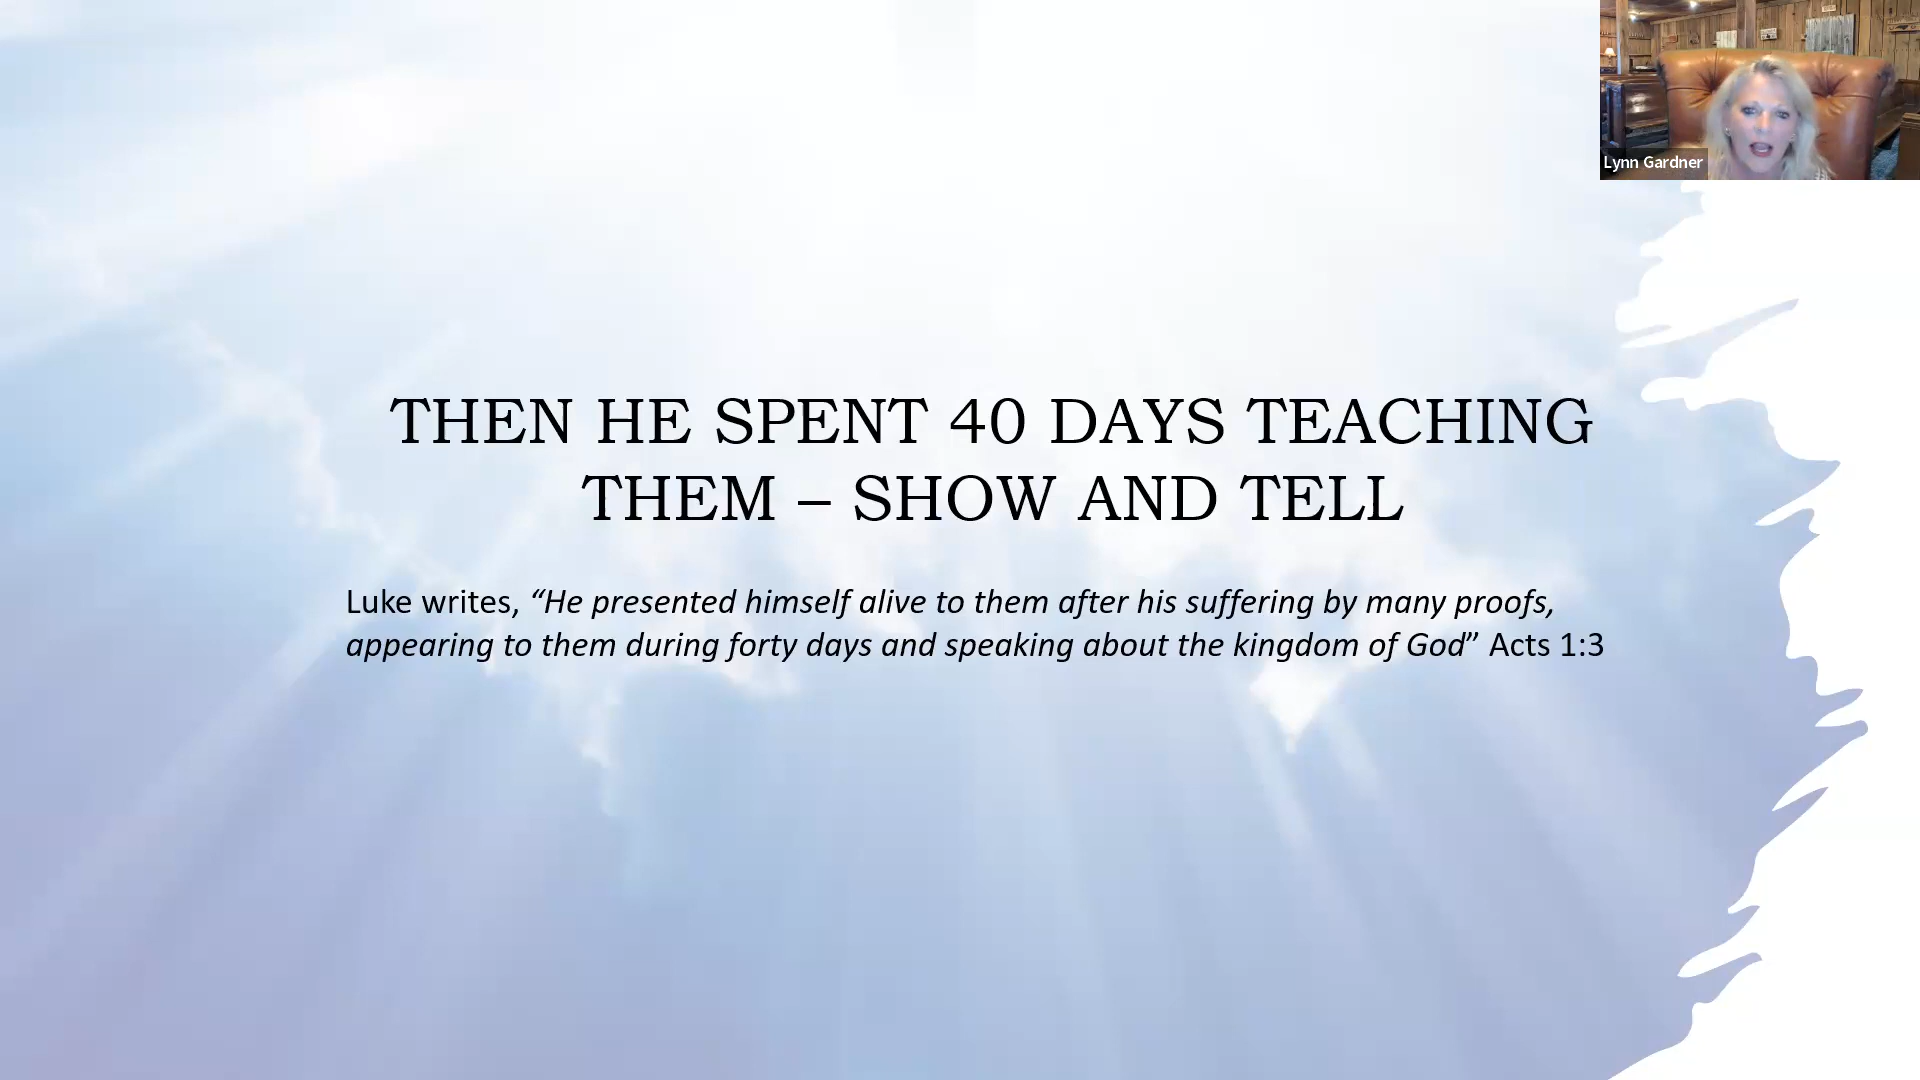 Lynn Gardner
THEN HE SPENT 40 DAYS TEACHING
THEM – SHOW AND TELL
Luke writes, “He presented himself alive to them after his suffering by many proofs,
appearing to them during forty days and speaking about the kingdom of God” Acts 1:3